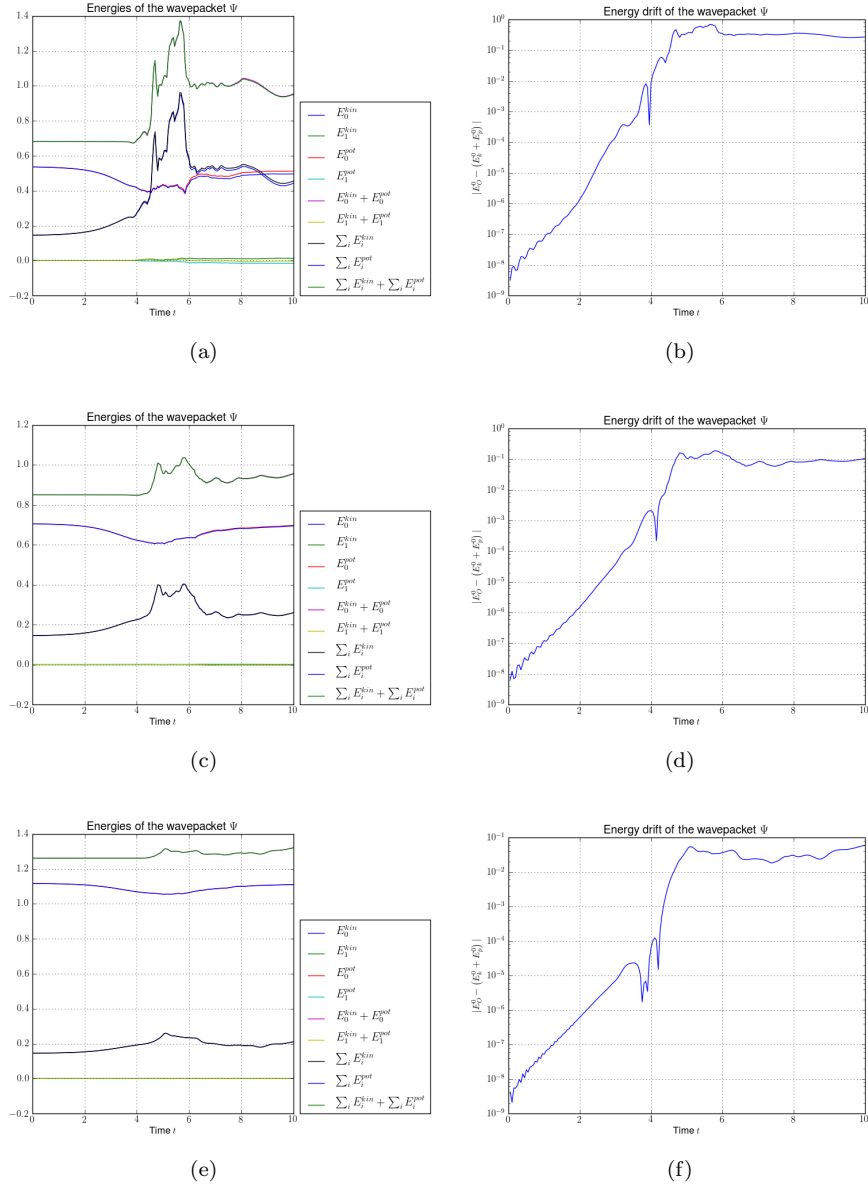 Energies of the wavepacket Ψ
1.4
1.2
1.0
0.8
0.6
0.4
0.2
0.0
−0.2
0 2 4 6 8 10
Time t
E_0^{kin}
E_1^{kin}
E_0^{pot}
E_1^{pot}
E_0^{kin} + E_0^{pot}
E_1^{kin} + E_1^{pot}
∑_i E_i^{kin}
∑_i E_i^{pot}
∑_i E_i^{kin} + ∑_i E_i^{pot}
(a)
Energy drift of the wavepacket Ψ
|E_O^0 − (E_k^0 + E_p^0)|
10^0
10^{-1}
10^{-2}
10^{-3}
10^{-4}
10^{-5}
10^{-6}
10^{-7}
10^{-8}
10^{-9}
0 2 4 6 8 10
Time t
(b)
Energies of the wavepacket Ψ
1.2
1.0
0.8
0.6
0.4
0.2
0.0
−0.2
0 2 4 6 8 10
Time t
E_0^{kin}
E_1^{kin}
E_0^{pot}
E_1^{pot}
E_0^{kin} + E_0^{pot}
E_1^{kin} + E_1^{pot}
∑_i E_i^{kin}
∑_i E_i^{pot}
∑_i E_i^{kin} + ∑_i E_i^{pot}
(c)
Energy drift of the wavepacket Ψ
|E_O^0 − (E_k^0 + E_p^0)|
10^0
10^{-1}
10^{-2}
10^{-3}
10^{-4}
10^{-5}
10^{-6}
10^{-7}
10^{-8}
10^{-9}
0 2 4 6 8 10
Time t
(d)
Energies of the wavepacket Ψ
1.4
1.2
1.0
0.8
0.6
0.4
0.2
0.0
−0.2
0 2 4 6 8 10
Time t
E_0^{kin}
E_1^{kin}
E_0^{pot}
E_1^{pot}
E_0^{kin} + E_0^{pot}
E_1^{kin} + E_1^{pot}
∑_i E_i^{kin}
∑_i E_i^{pot}
∑_i E_i^{kin} + ∑_i E_i^{pot}
(e)
Energy drift of the wavepacket Ψ
|E_O^0 − (E_k^0 + E_p^0)|
10^{-1}
10^{-2}
10^{-3}
10^{-4}
10^{-5}
10^{-6}
10^{-7}
10^{-8}
10^{-9}
0 2 4 6 8 10
Time t
(f)